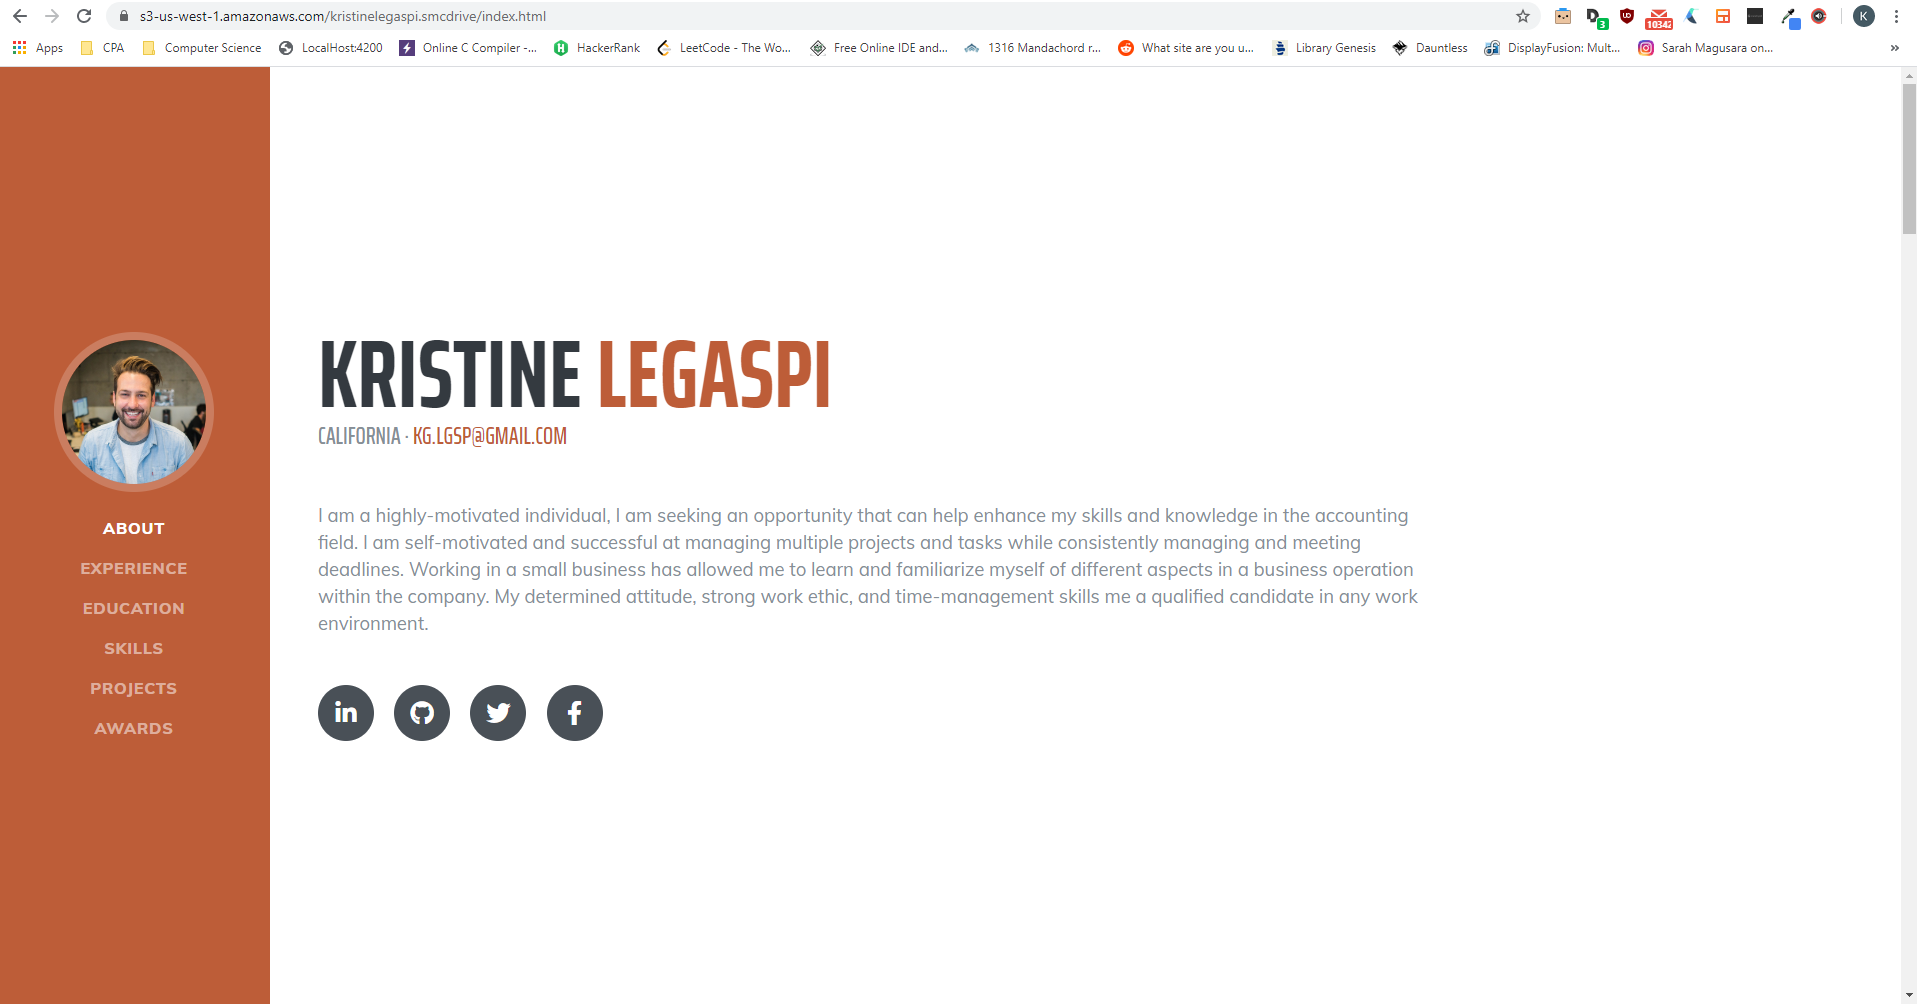 s3-us-west-1.amazonaws.com/kristinelegaspi.smcdrive/index.html
3
UD
10342
K
Apps
CPA
Computer Science
LocalHost:4200
Online C Compiler -...
HackerRank
LeetCode - The Wo...
Free Online IDE and...
1316 Mandachord r...
What site are you u...
Library Genesis
Dauntless
DisplayFusion: Mult...
Sarah Magusara on...
»
KRISTINE LEGASPI
CALIFORNIA · KG.LGSP@GMAIL.COM
I am a highly-motivated individual, I am seeking an opportunity that can help enhance my skills and knowledge in the accounting
field. I am self-motivated and successful at managing multiple projects and tasks while consistently managing and meeting
deadlines. Working in a small business has allowed me to learn and familiarize myself of different aspects in a business operation
within the company. My determined attitude, strong work ethic, and time-management skills me a qualified candidate in any work
environment.
ABOUT
EXPERIENCE
EDUCATION
SKILLS
PROJECTS
AWARDS